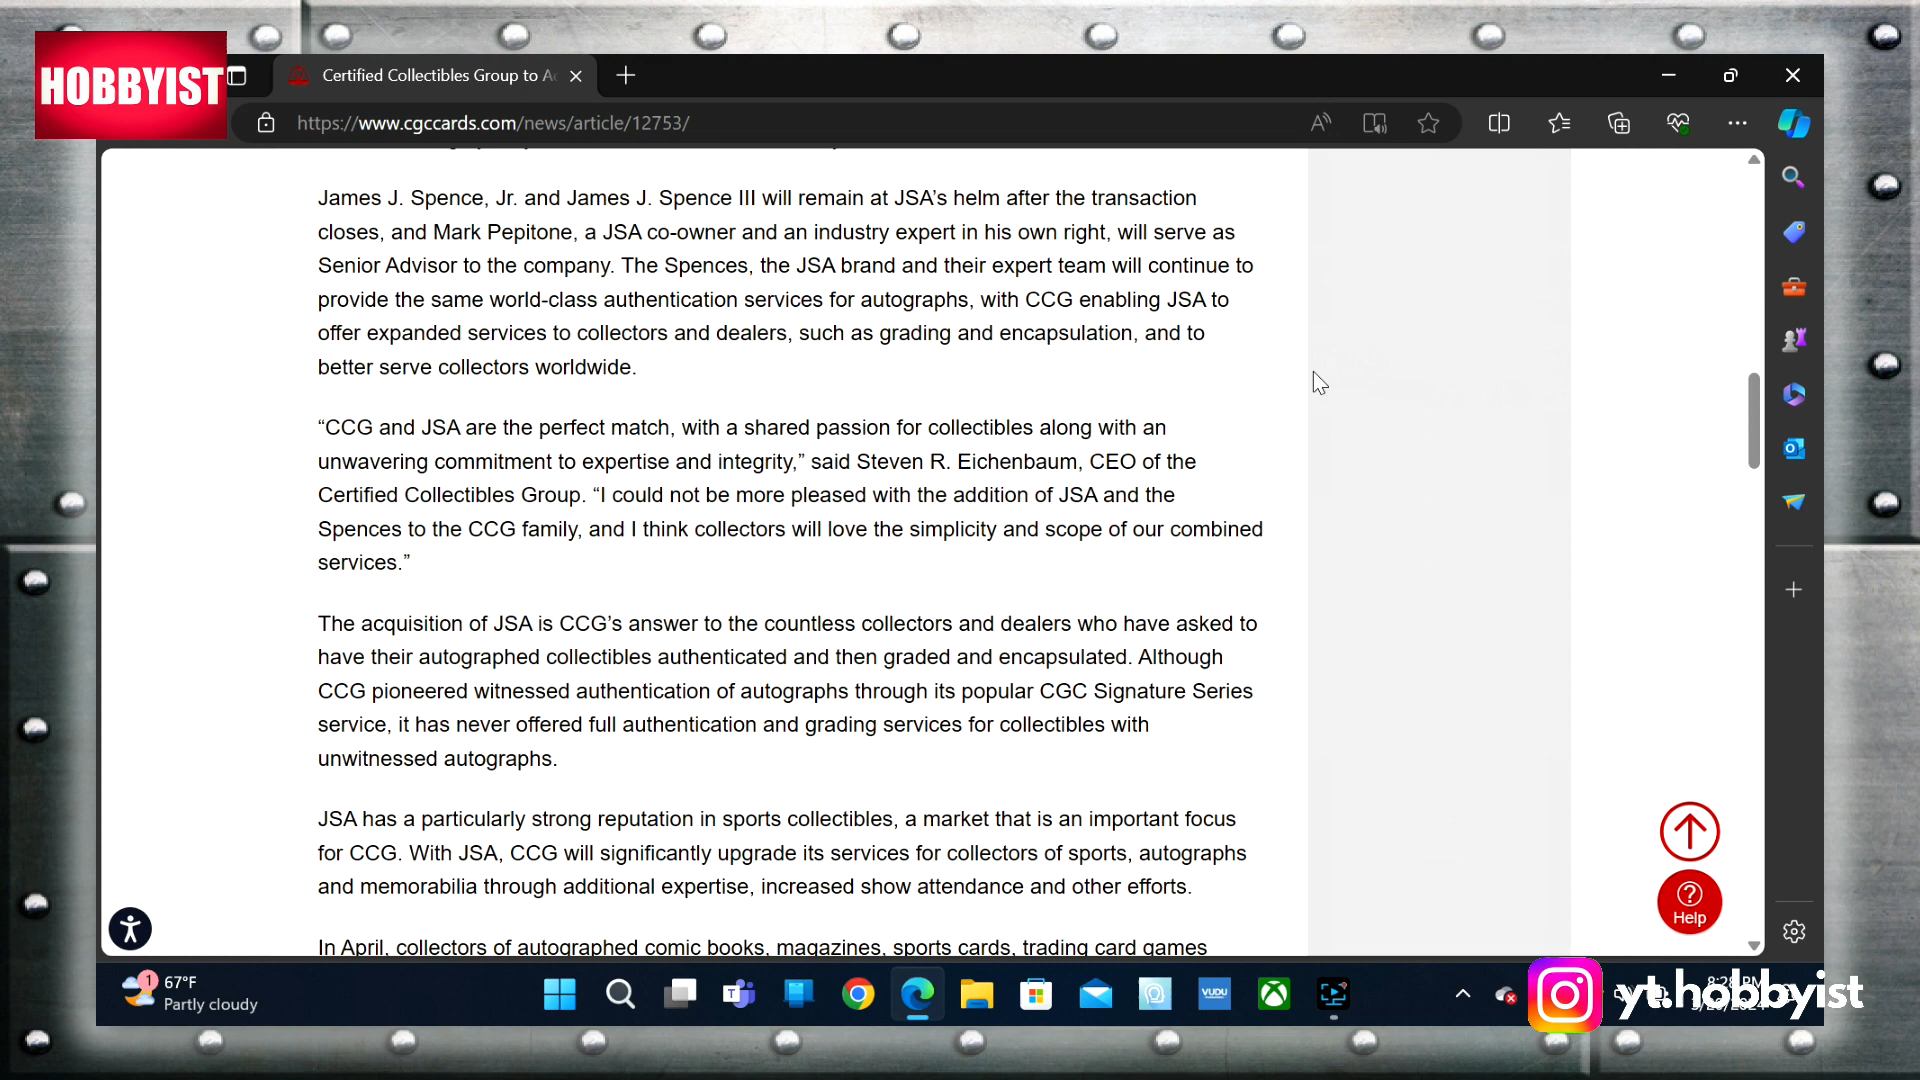 HOBBYIST
Certified Collectibles Group to Ac
https://www.cgccards.com/news/article/12753/
James J. Spence, Jr. and James J. Spence III will remain at JSA’s helm after the transaction
closes, and Mark Pepitone, a JSA co-owner and an industry expert in his own right, will serve as
Senior Advisor to the company. The Spences, the JSA brand and their expert team will continue to
provide the same world-class authentication services for autographs, with CCG enabling JSA to
offer expanded services to collectors and dealers, such as grading and encapsulation, and to
better serve collectors worldwide.
“CCG and JSA are the perfect match, with a shared passion for collectibles along with an
unwavering commitment to expertise and integrity,” said Steven R. Eichenbaum, CEO of the
Certified Collectibles Group. “I could not be more pleased with the addition of JSA and the
Spences to the CCG family, and I think collectors will love the simplicity and scope of our combined
services.”
The acquisition of JSA is CCG’s answer to the countless collectors and dealers who have asked to
have their autographed collectibles authenticated and then graded and encapsulated. Although
CCG pioneered witnessed authentication of autographs through its popular CGC Signature Series
service, it has never offered full authentication and grading services for collectibles with
unwitnessed autographs.
JSA has a particularly strong reputation in sports collectibles, a market that is an important focus
for CCG. With JSA, CCG will significantly upgrade its services for collectors of sports, autographs
and memorabilia through additional expertise, increased show attendance and other efforts.
In April, collectors of autographed comic books, magazines, sports cards, trading card games
Help
1
67°F
Partly cloudy
VUDU
yt.hobbyist